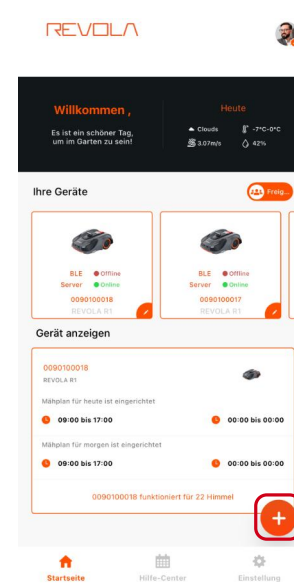 REVOLA
Willkommen ,
Es ist ein schöner Tag,
um im Garten zu sein!
Heute
Clouds
-7°C-0°C
3.07m/s
42%
Ihre Geräte
Freig...
BLE Offline
Server Online
0090100018
REVOLA R1
BLE Offline
Server Online
0090100017
REVOLA R1
Gerät anzeigen
0090100018
REVOLA R1
Mähplan für heute ist eingerichtet
09:00 bis 17:00
00:00 bis 00:00
Mähplan für morgen ist eingerichtet
09:00 bis 17:00
00:00 bis 00:00
0090100018 funktioniert für 22 Himmel
+
Startseite
Hilfe-Center
Einstellung